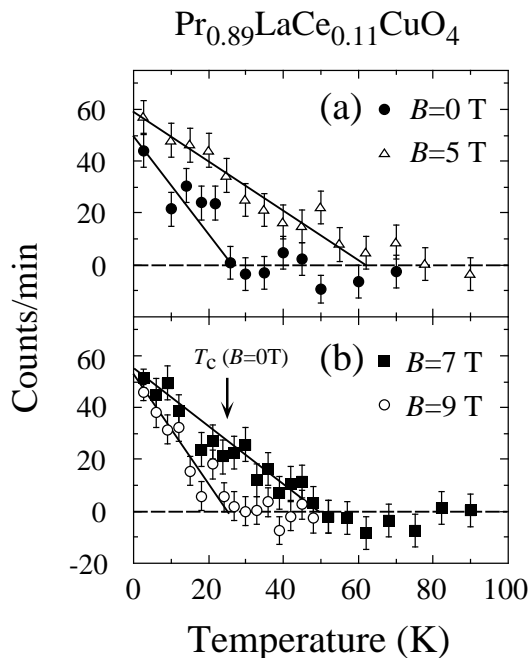 Pr0.89LaCe0.11CuO4
(a)
B=0 T
B=5 T
60
40
20
0
Counts/min
(b)
Tc (B=0T)
B=7 T
B=9 T
60
40
20
0
-20
0 20 40 60 80 100
Temperature (K)